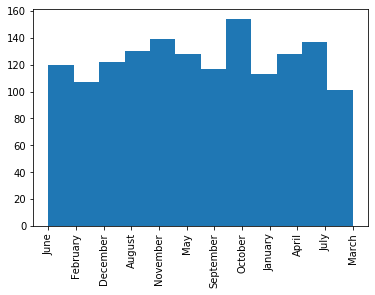 160
140
120
100
80
60
40
20
0
June
February
December
August
November
May
September
October
January
April
July
March